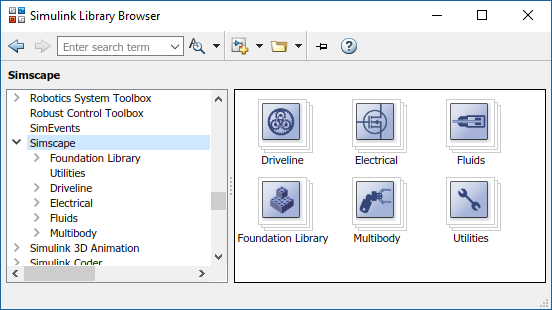 Simulink Library Browser
Enter search term
Simscape
Robotics System Toolbox
Robust Control Toolbox
SimEvents
Simscape
Foundation Library
Utilities
Driveline
Electrical
Fluids
Multibody
Simulink 3D Animation
Simulink Coder
Driveline Electrical Fluids
Foundation Library Multibody Utilities